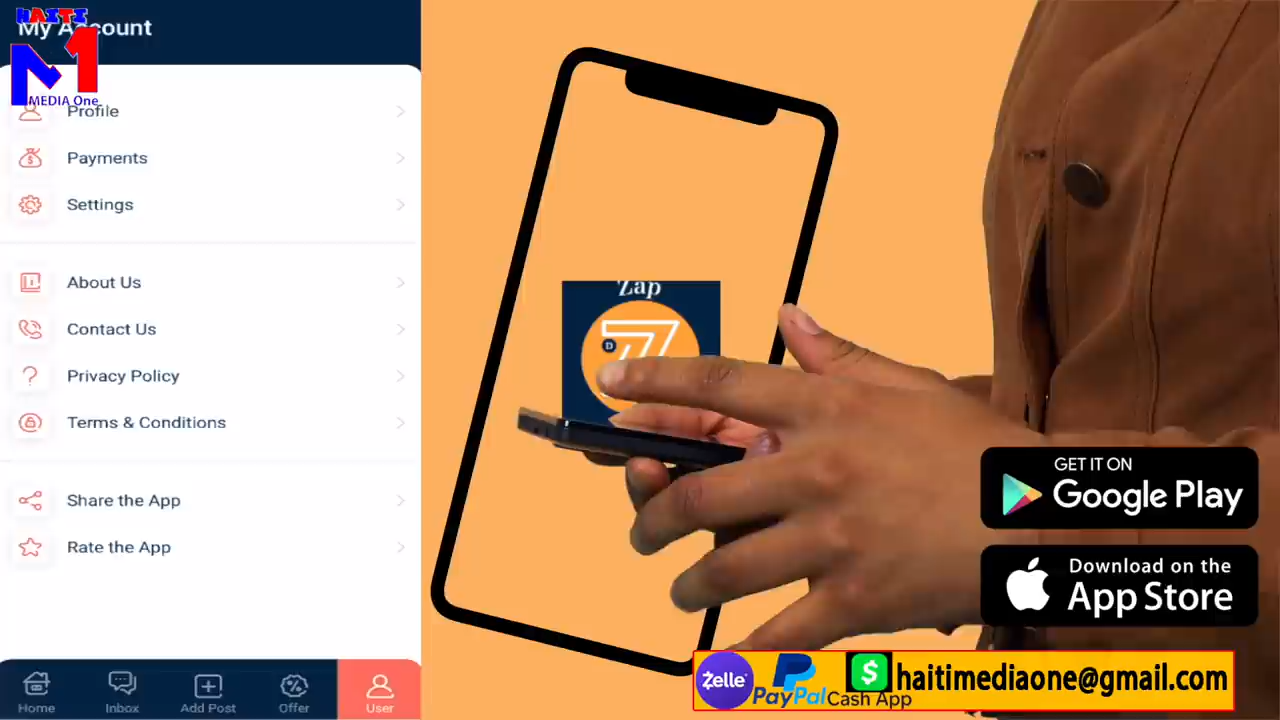 HAITI
My Account
M1
MEDIA One
Profile
Payments
Settings
About Us
Contact Us
Privacy Policy
Terms & Conditions
Share the App
Rate the App
Home
Inbox
Add Post
Offer
User
Zap
D
GET IT ON
Google Play
Download on the
App Store
Zelle
PayPal
$
Cash App
haitimediaone@gmail.com